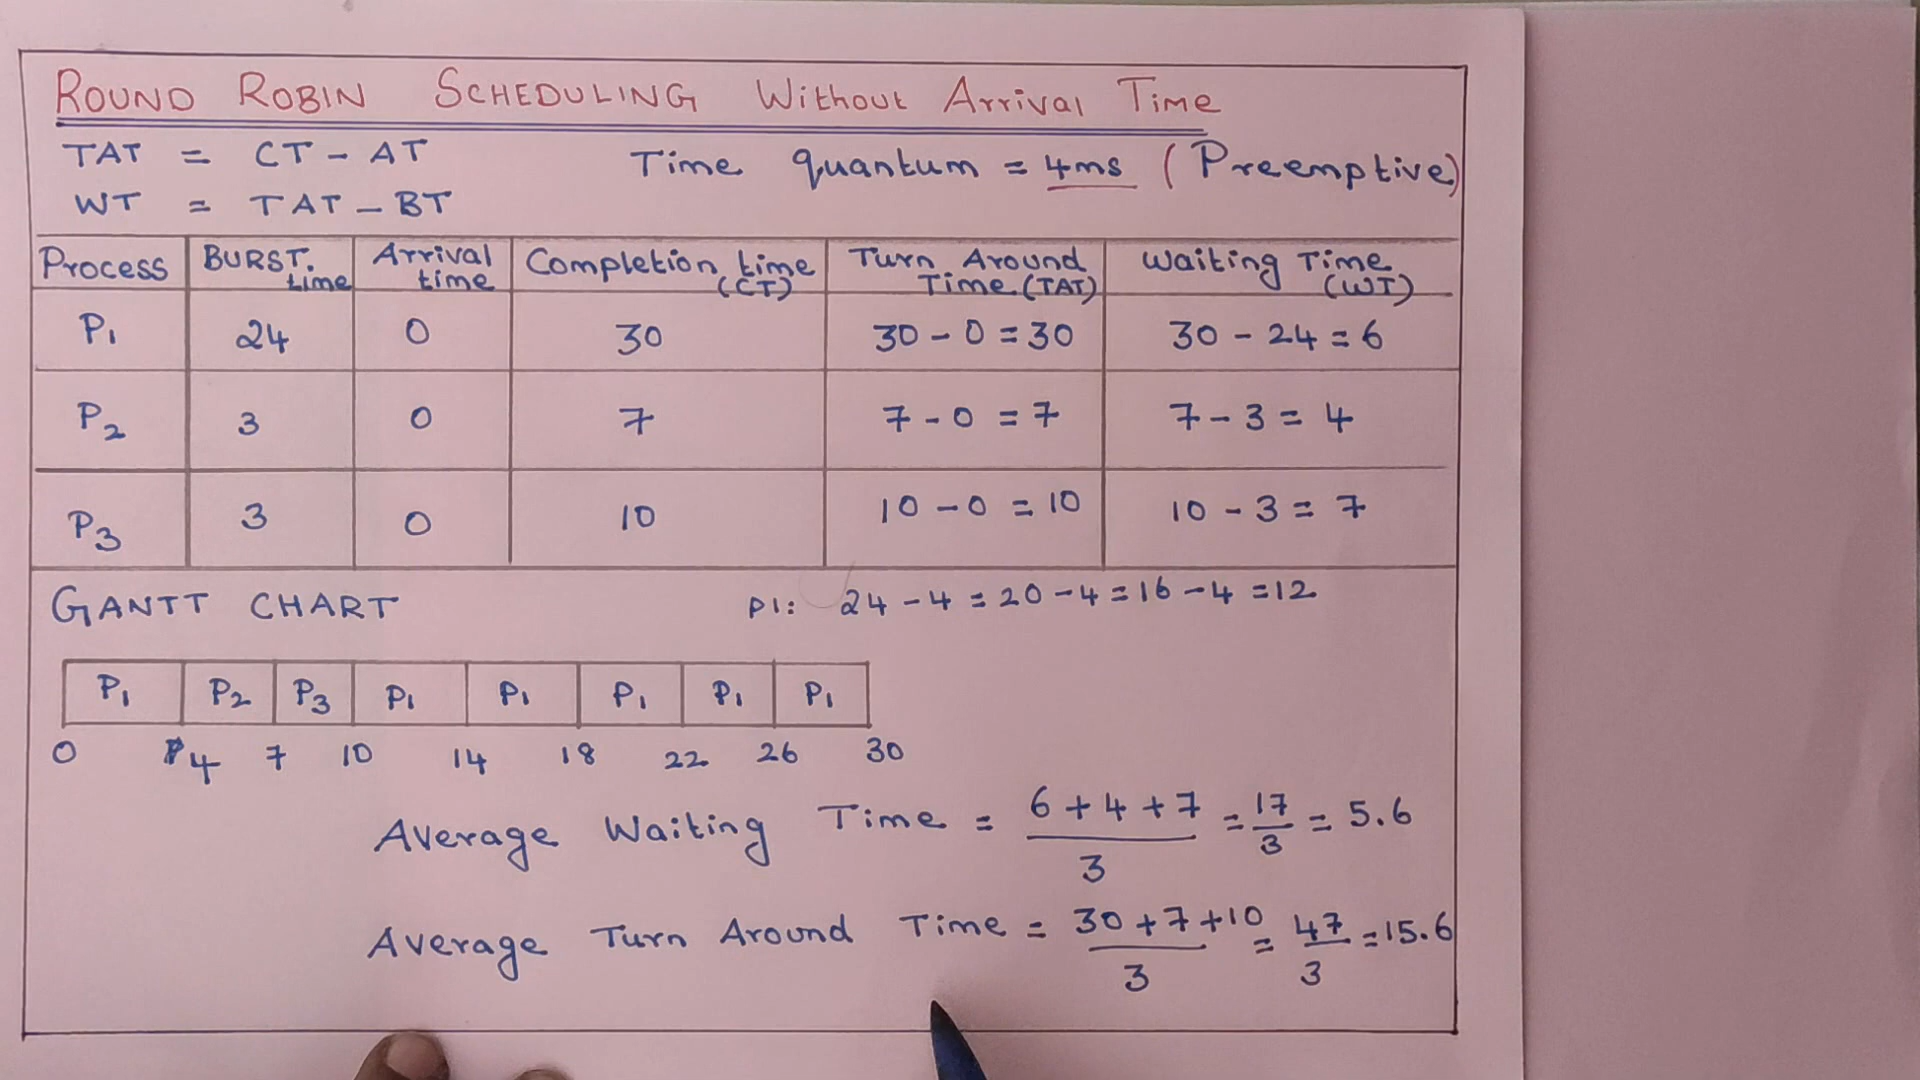 ROUND ROBIN SCHEDULING Without Arrival Time
TAT = CT - AT
Time quantum = 4ms (Preemptive)
WT = TAT - BT
Process BURST time Arrival time Completion time (CT) Turn Around Time (TAT) Waiting Time (WT)
P1 24 0 30 30 - 0 = 30 30 - 24 = 6
P2 3 0 7 7 - 0 = 7 7 - 3 = 4
P3 3 0 10 10 - 0 = 10 10 - 3 = 7
GANTT CHART
P1: 24 - 4 = 20 - 4 = 16 - 4 = 12
P1 P2 P3 P1 P1 P1 P1 P1
0 4 7 10 14 18 22 26 30
Average Waiting Time = 6 + 4 + 7 / 3 = 17 / 3 = 5.6
Average Turn Around Time = 30 + 7 + 10 / 3 = 47 / 3 = 15.6